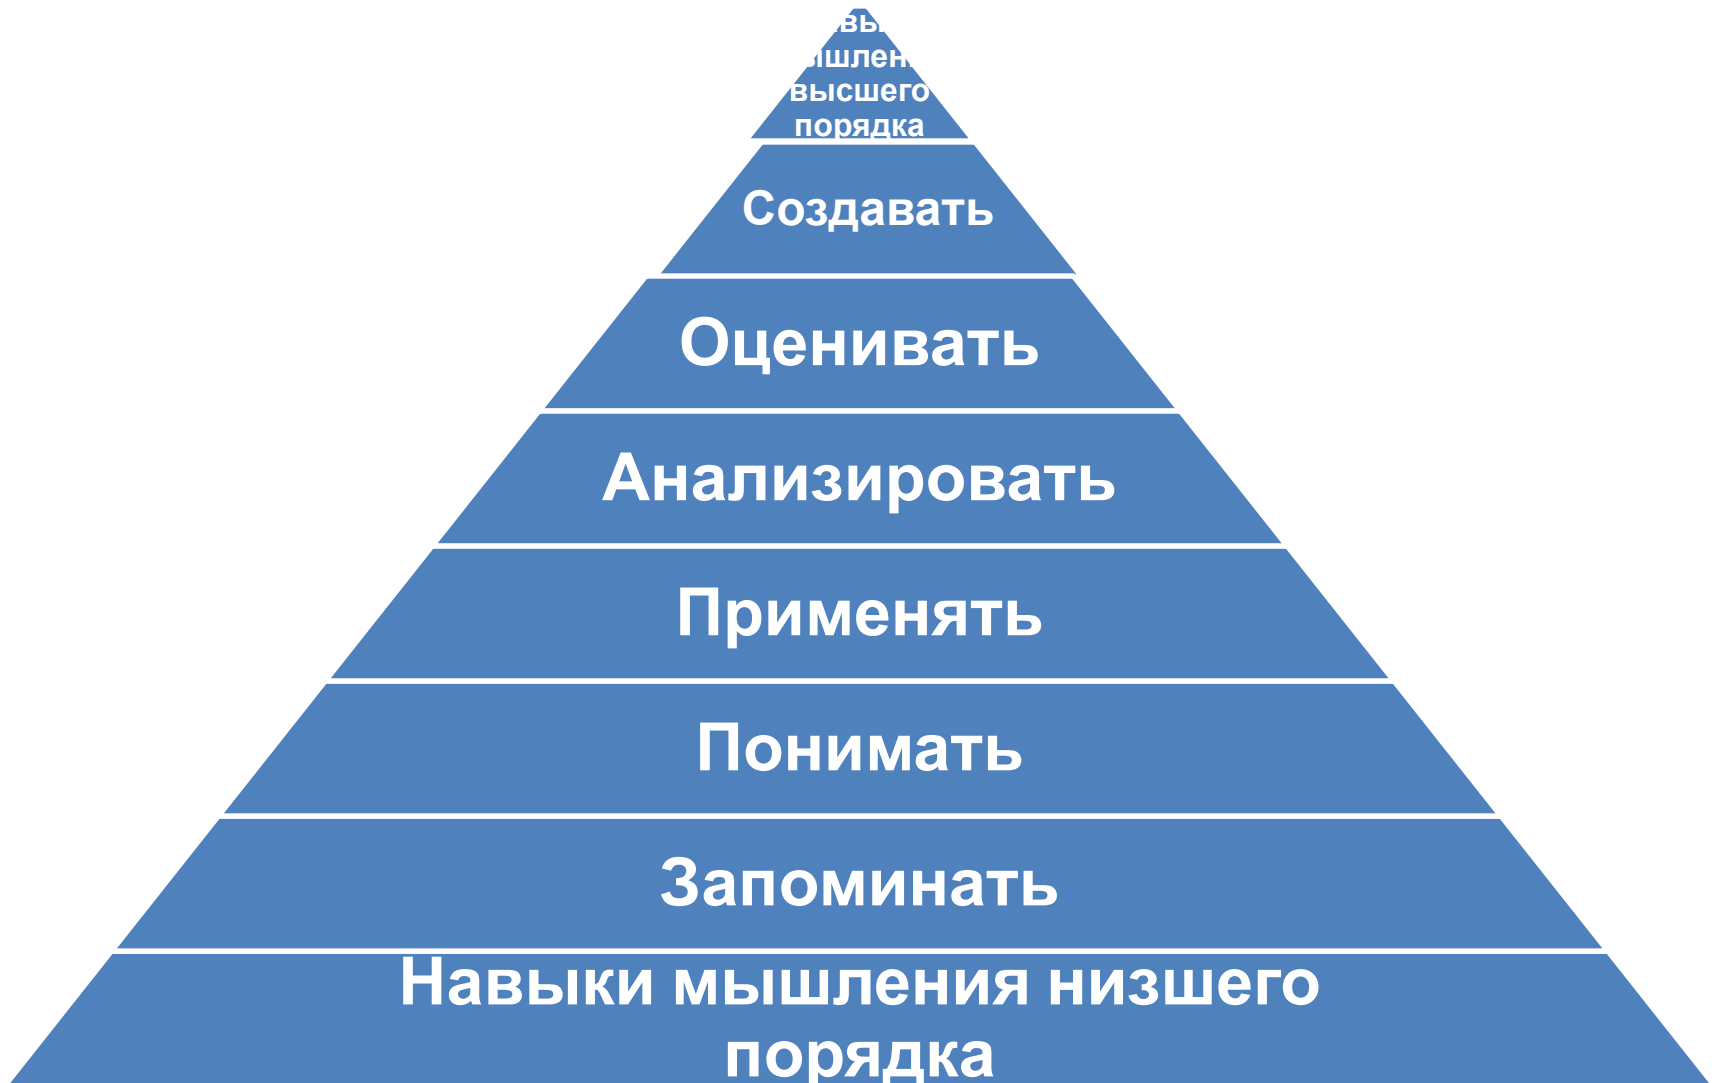 высшего
порядка
Создавать
Оценивать
Анализировать
Применять
Понимать
Запоминать
Навыки мышления низшего
порядка